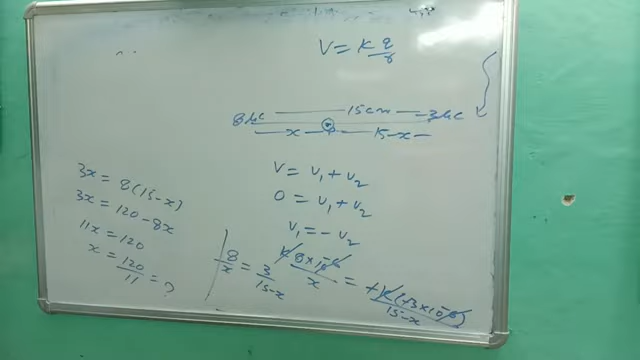 V = K q/r
8μC 15cm -3μC
x 15-x
V = V₁ + V₂
0 = V₁ + V₂
V₁ = -V₂
K 8×10⁻⁶/x = +K(+3×10⁻⁶)/15-x
8/x = 3/15-x
3x = 8(15-x)
3x = 120-8x
11x = 120
x = 120/11 = ?